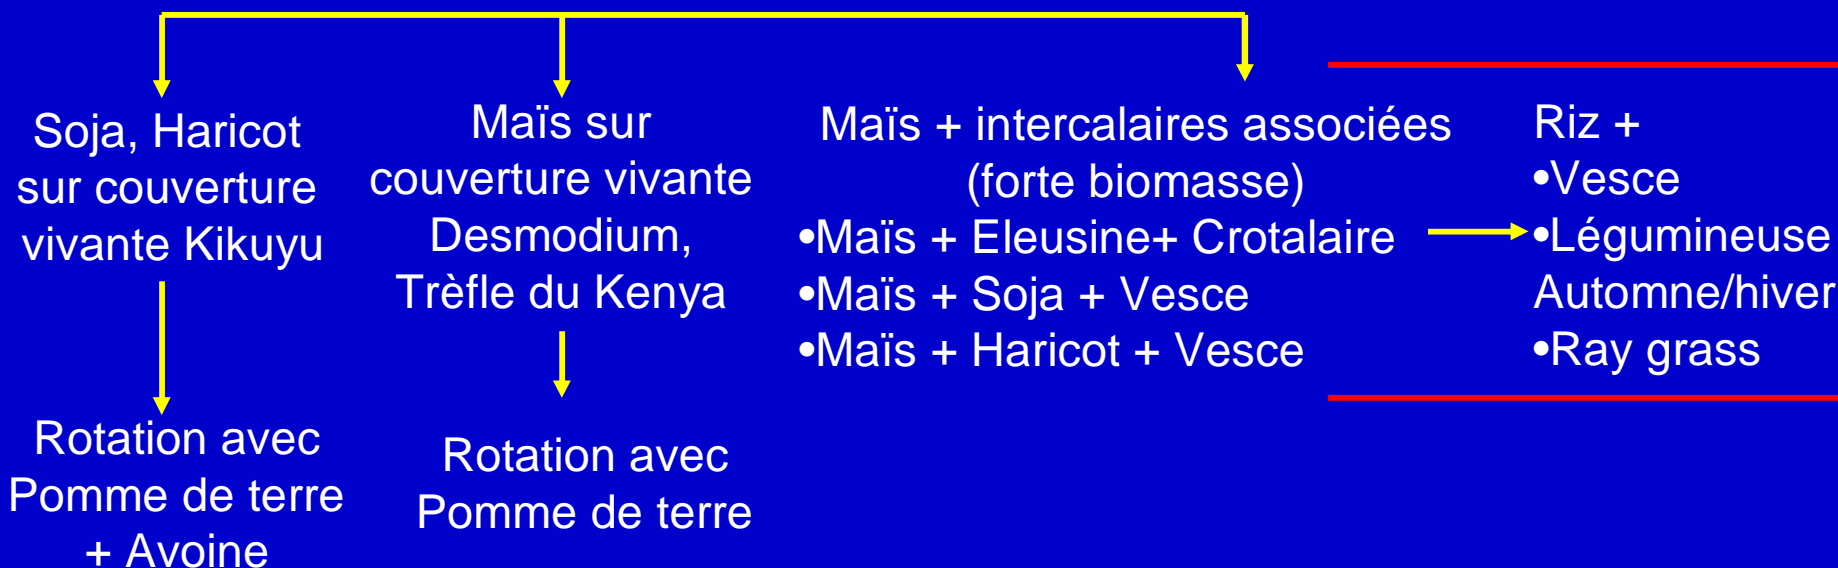 Soja, Haricot
sur couverture
vivante Kikuyu
Rotation avec
Pomme de terre
+ Avoine
Maïs sur
couverture vivante
Desmodium,
Trèfle du Kenya
Rotation avec
Pomme de terre
Maïs + intercalaires associées
(forte biomasse)
•Maïs + Eleusine+ Crotalaire
•Maïs + Soja + Vesce
•Maïs + Haricot + Vesce
Riz +
•Vesce
•Légumineuse
Automne/hiver
•Ray grass